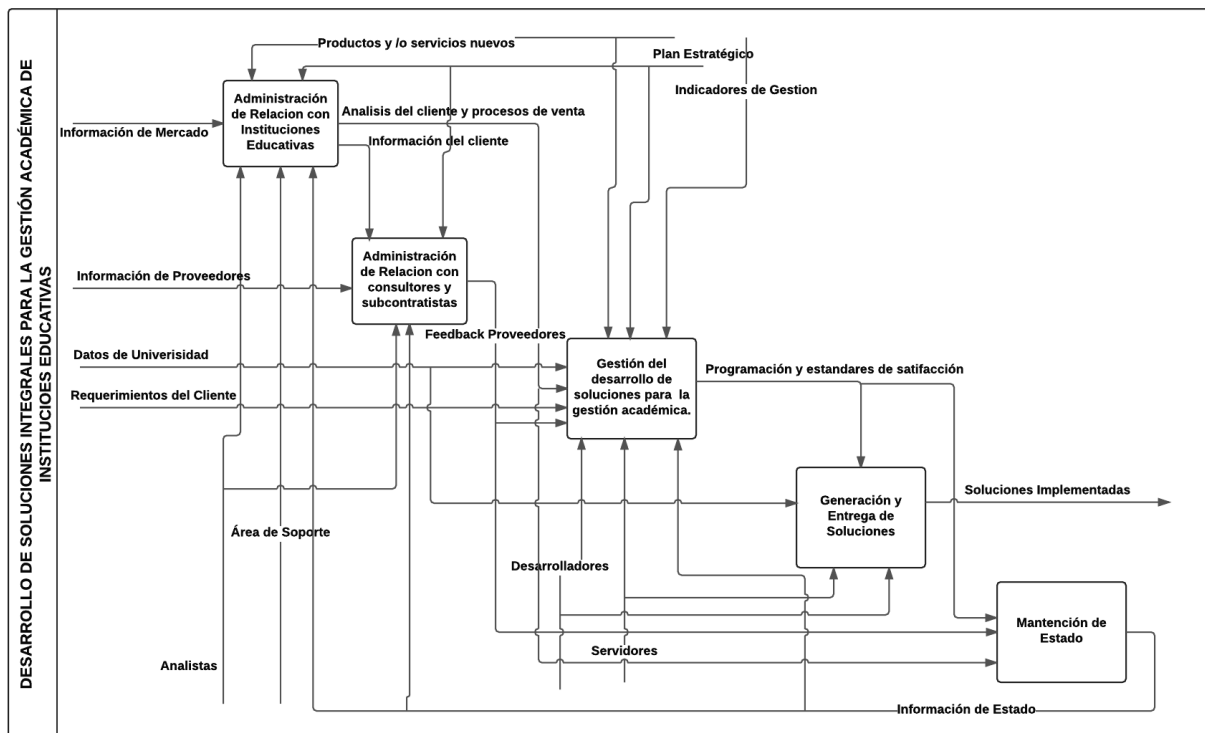 DESARROLLO DE SOLUCIONES INTEGRALES PARA LA GESTIÓN ACADÉMICA DE
INSTITUCIOES EDUCATIVAS
Productos y /o servicios nuevos
Plan Estratégico
Indicadores de Gestion
Administración
de Relacion con
Instituciones
Educativas
Analisis del cliente y procesos de venta
Información de Mercado
Información del cliente
Administración
de Relacion con
consultores y
subcontratistas
Información de Proveedores
Feedback Proveedores
Datos de Univerisidad
Gestión del
desarrollo de
soluciones para la
gestión académica.
Programación y estandares de satifacción
Requerimientos del Cliente
Generación y
Entrega de
Soluciones
Soluciones Implementadas
Área de Soporte
Desarrolladores
Mantención de
Estado
Servidores
Analistas
Información de Estado